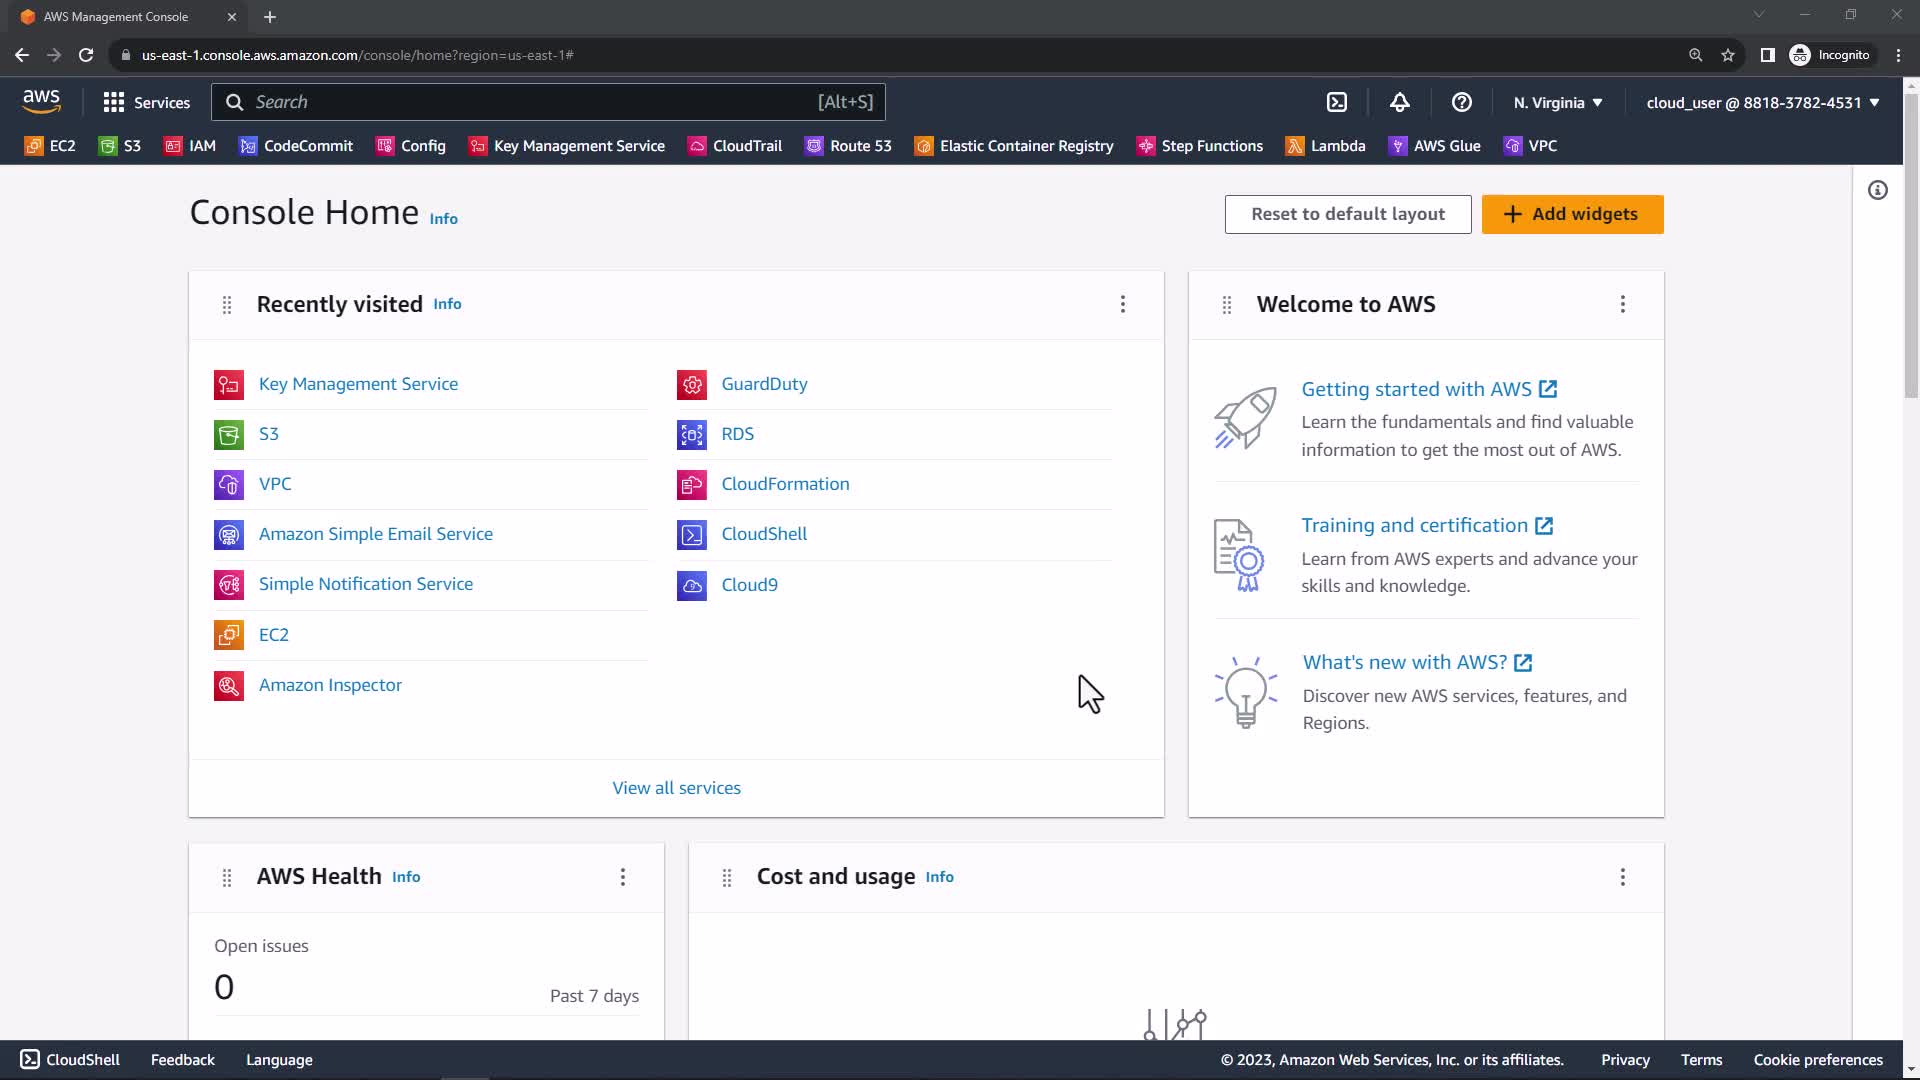 AWS Management Console
us-east-1.console.aws.amazon.com/console/home?region=us-east-1#
Incognito
aws
Services
Search
[Alt+S]
N. Virginia
cloud_user @ 8818-3782-4531
EC2
S3
IAM
CodeCommit
Config
Key Management Service
CloudTrail
Route 53
Elastic Container Registry
Step Functions
Lambda
AWS Glue
VPC
Console Home Info
Reset to default layout
Add widgets
Recently visited Info
Key Management Service
S3
VPC
Amazon Simple Email Service
Simple Notification Service
EC2
Amazon Inspector
GuardDuty
RDS
CloudFormation
CloudShell
Cloud9
View all services
Welcome to AWS
Getting started with AWS
Learn the fundamentals and find valuable
information to get the most out of AWS.
Training and certification
Learn from AWS experts and advance your
skills and knowledge.
What's new with AWS?
Discover new AWS services, features, and
Regions.
AWS Health Info
Open issues
0
Past 7 days
Cost and usage Info
CloudShell
Feedback
Language
© 2023, Amazon Web Services, Inc. or its affiliates.
Privacy
Terms
Cookie preferences